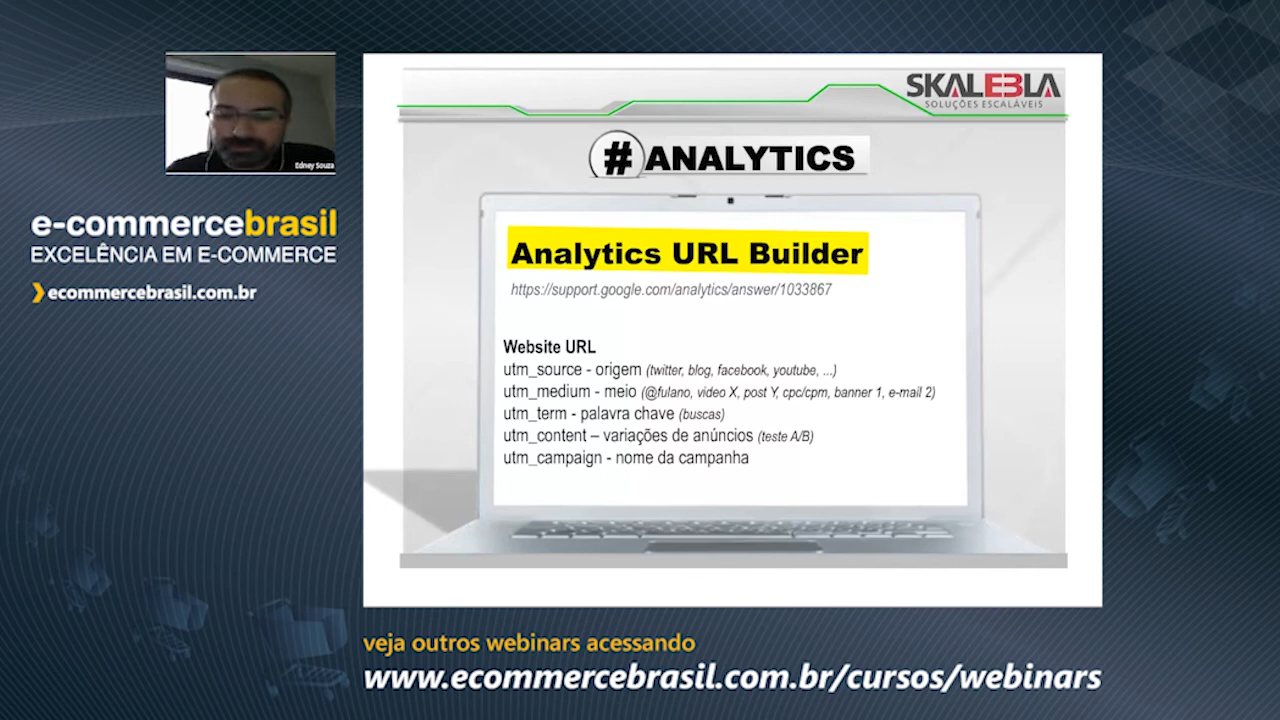 Edney Souza
e-commercebrasil
EXCELÊNCIA EM E-COMMERCE
ecommercebrasil.com.br
SKALEBLA
SOLUÇÕES ESCALÁVEIS
#ANALYTICS
Analytics URL Builder
https://support.google.com/analytics/answer/1033867
Website URL
utm_source - origem (twitter, blog, facebook, youtube, ...)
utm_medium - meio (@fulano, video X, post Y, cpc/cpm, banner 1, e-mail 2)
utm_term - palavra chave (buscas)
utm_content – variações de anúncios (teste A/B)
utm_campaign - nome da campanha
veja outros webinars acessando
www.ecommercebrasil.com.br/cursos/webinars